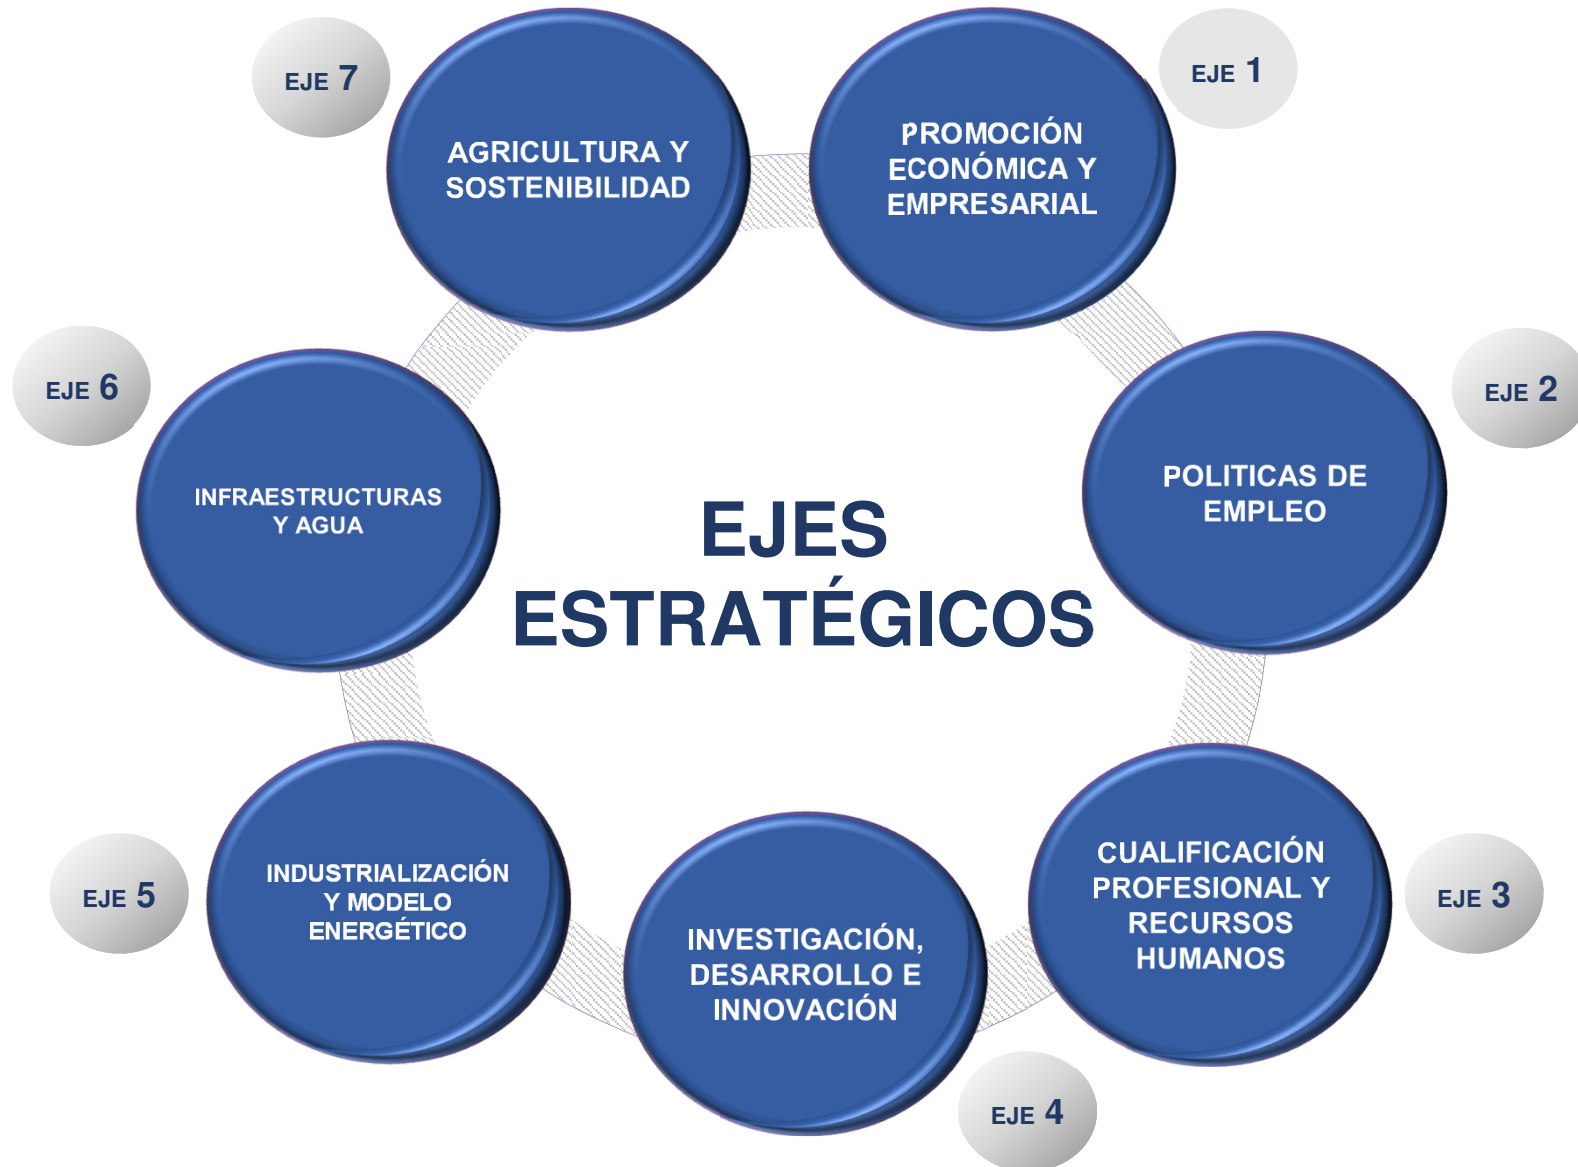 EJE 1
PROMOCIÓN
ECONÓMICA Y
EMPRESARIAL
EJE 2
POLITICAS DE
EMPLEO
EJE 3
CUALIFICACIÓN
PROFESIONAL Y
RECURSOS
HUMANOS
EJE 4
INVESTIGACIÓN,
DESARROLLO E
INNOVACIÓN
EJE 5
INDUSTRIALIZACIÓN
Y MODELO
ENERGÉTICO
EJE 6
INFRAESTRUCTURAS
Y AGUA
EJE 7
AGRICULTURA Y
SOSTENIBILIDAD
EJES
ESTRATÉGICOS